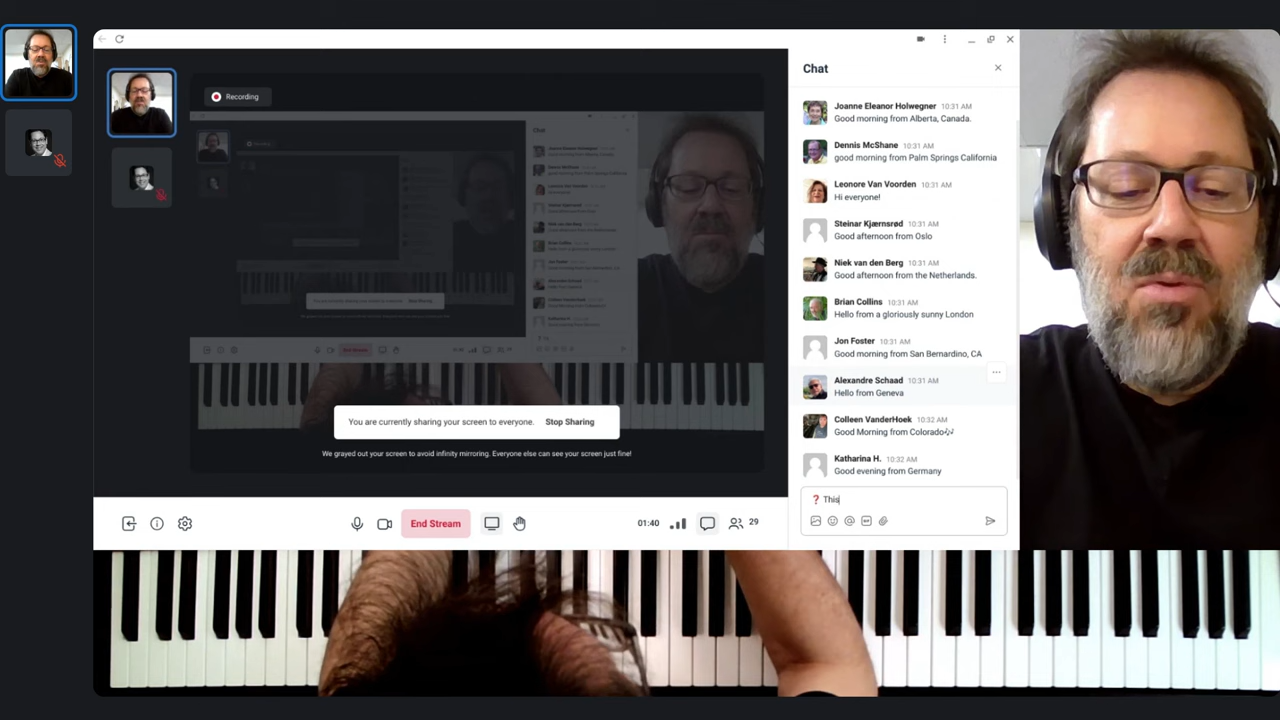 Recording
You are currently sharing your screen to everyone. Stop Sharing
We grayed out your screen to avoid infinity mirroring. Everyone else can see your screen just fine!
End Stream
01:40
29
Chat
Joanne Eleanor Holwegner 10:31 AM
Good morning from Alberta, Canada.
Dennis McShane 10:31 AM
good morning from Palm Springs California
Leonore Van Voorden 10:31 AM
Hi everyone!
Steinar Kjærnsrød 10:31 AM
Good afternoon from Oslo
Niek van den Berg 10:31 AM
Good afternoon from the Netherlands.
Brian Collins 10:31 AM
Hello from a gloriously sunny London
Jon Foster 10:31 AM
Good morning from San Bernardino, CA
Alexandre Schaad 10:31 AM
Hello from Geneva
Colleen VanderHoek 10:32 AM
Good Morning from Colorado🎶
Katharina H. 10:32 AM
Good evening from Germany
❓ This